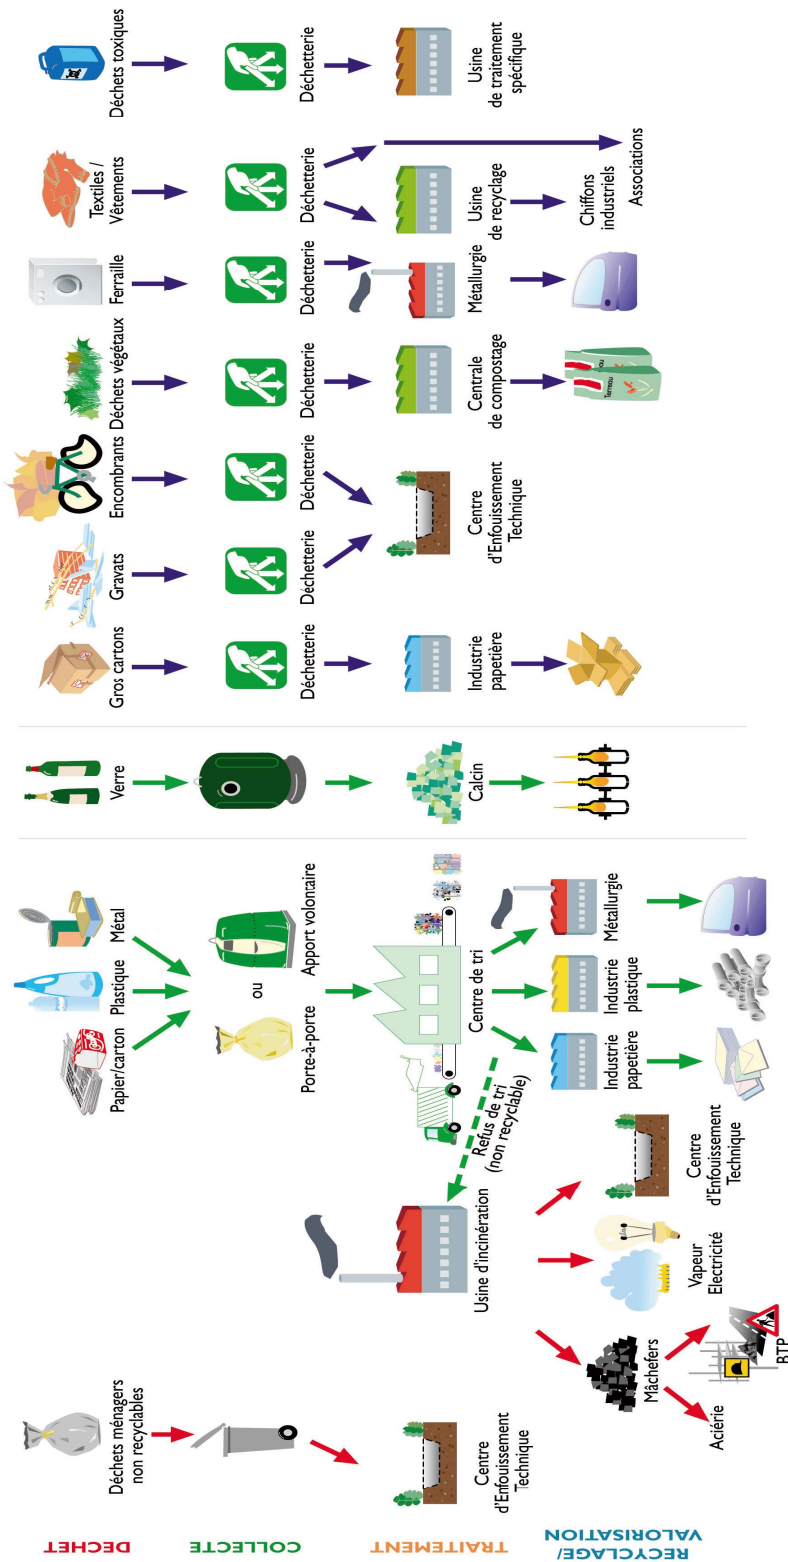 DECHET
Déchets ménagers
non recyclables
Papier/carton
Plastique
Métal
Verre
Gros cartons
Gravats
Encombrants
Déchets végétaux
Ferraille
Textiles /
Vêtements
Déchets toxiques
COLLECTE
Porte-à-porte
ou
Apport volontaire
Déchetterie
Déchetterie
Déchetterie
Déchetterie
Déchetterie
Déchetterie
Déchetterie
TRAITEMENT
Centre
d'Enfouissement
Technique
Usine d'incinération
Refus de tri
(non recyclable)
Centre de tri
Calcin
Industrie
papetière
Centre
d'Enfouissement
Technique
Centrale
de compostage
Métallurgie
Usine
de recyclage
Usine
de traitement
spécifique
RECYCLAGE/
VALORISATION
Mâchefers
Aciérie
BTP
Vapeur
Electricité
Centre
d'Enfouissement
Technique
Industrie
papetière
Industrie
plastique
Métallurgie
Terreau
Chiffons
industriels
Associations